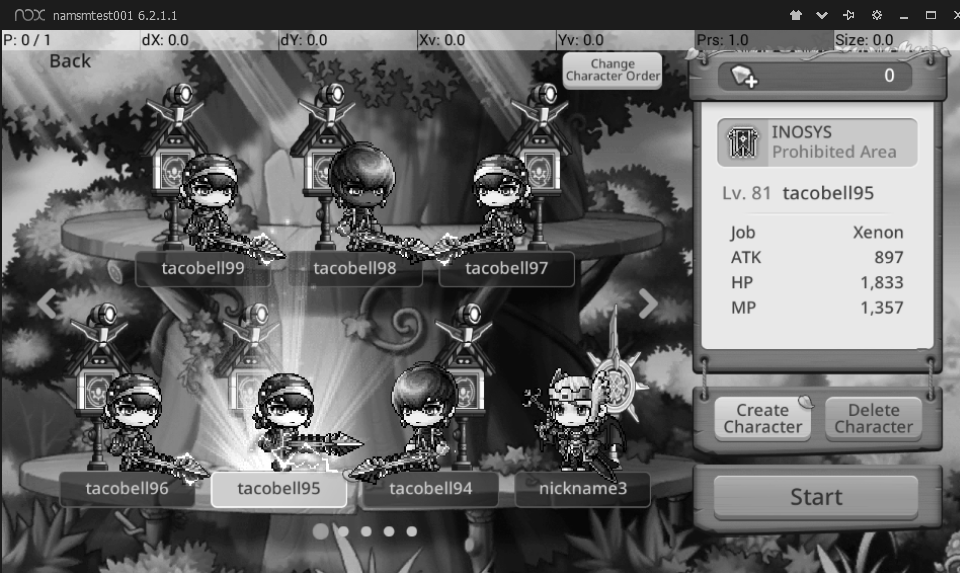 nox namsmtest001 6.2.1.1
P: 0 / 1 dX: 0.0 dY: 0.0 Xv: 0.0 Yv: 0.0 Prs: 1.0 Size: 0.0
Back
Change
Character Order
0
INOSYS
Prohibited Area
Lv. 81 tacobell95
Job Xenon
ATK 897
HP 1,833
MP 1,357
tacobell99 tacobell98 tacobell97
tacobell96 tacobell95 tacobell94 nickname3
Create
Character
Delete
Character
Start